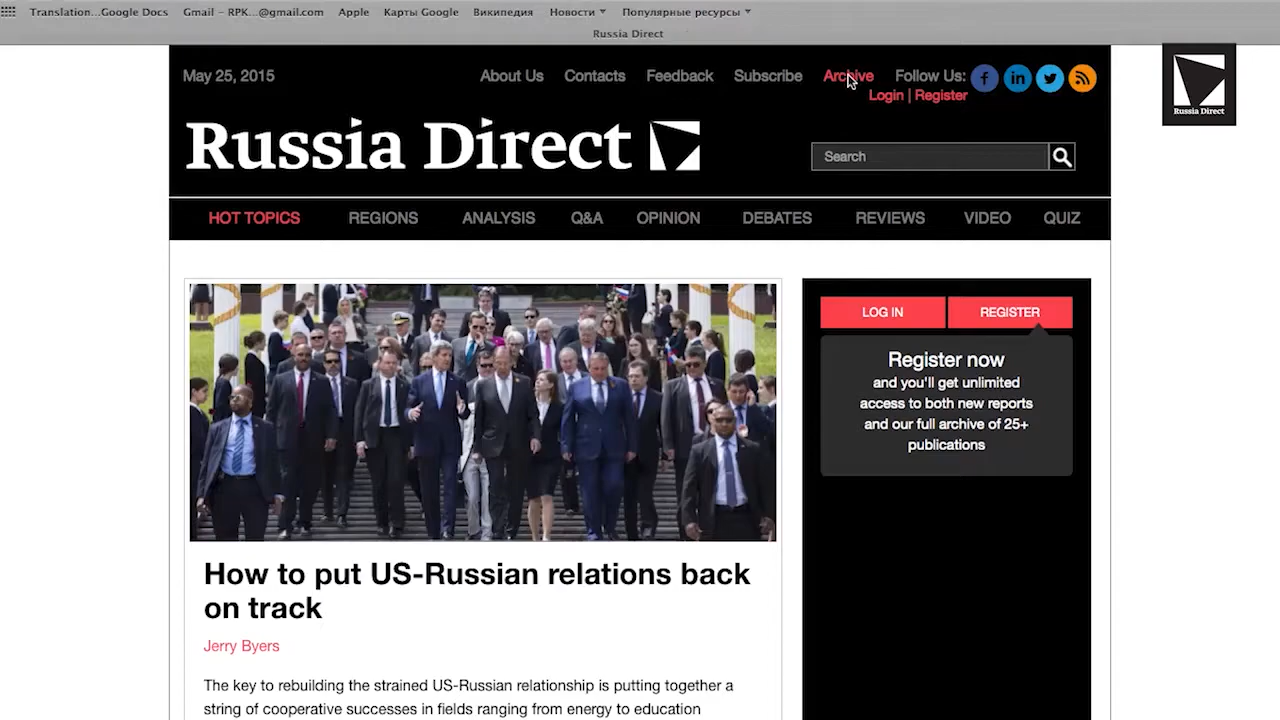 Translation...Google Docs Gmail – RPK...@gmail.com Apple Карты Google Википедия Новости Популярные ресурсы
Russia Direct
May 25, 2015 About Us Contacts Feedback Subscribe Archive Follow Us:
Login | Register
Russia Direct
Russia Direct
Search
HOT TOPICS REGIONS ANALYSIS Q&A OPINION DEBATES REVIEWS VIDEO QUIZ
LOG IN REGISTER
Register now
and you'll get unlimited
access to both new reports
and our full archive of 25+
publications
How to put US-Russian relations back
on track
Jerry Byers
The key to rebuilding the strained US-Russian relationship is putting together a
string of cooperative successes in fields ranging from energy to education